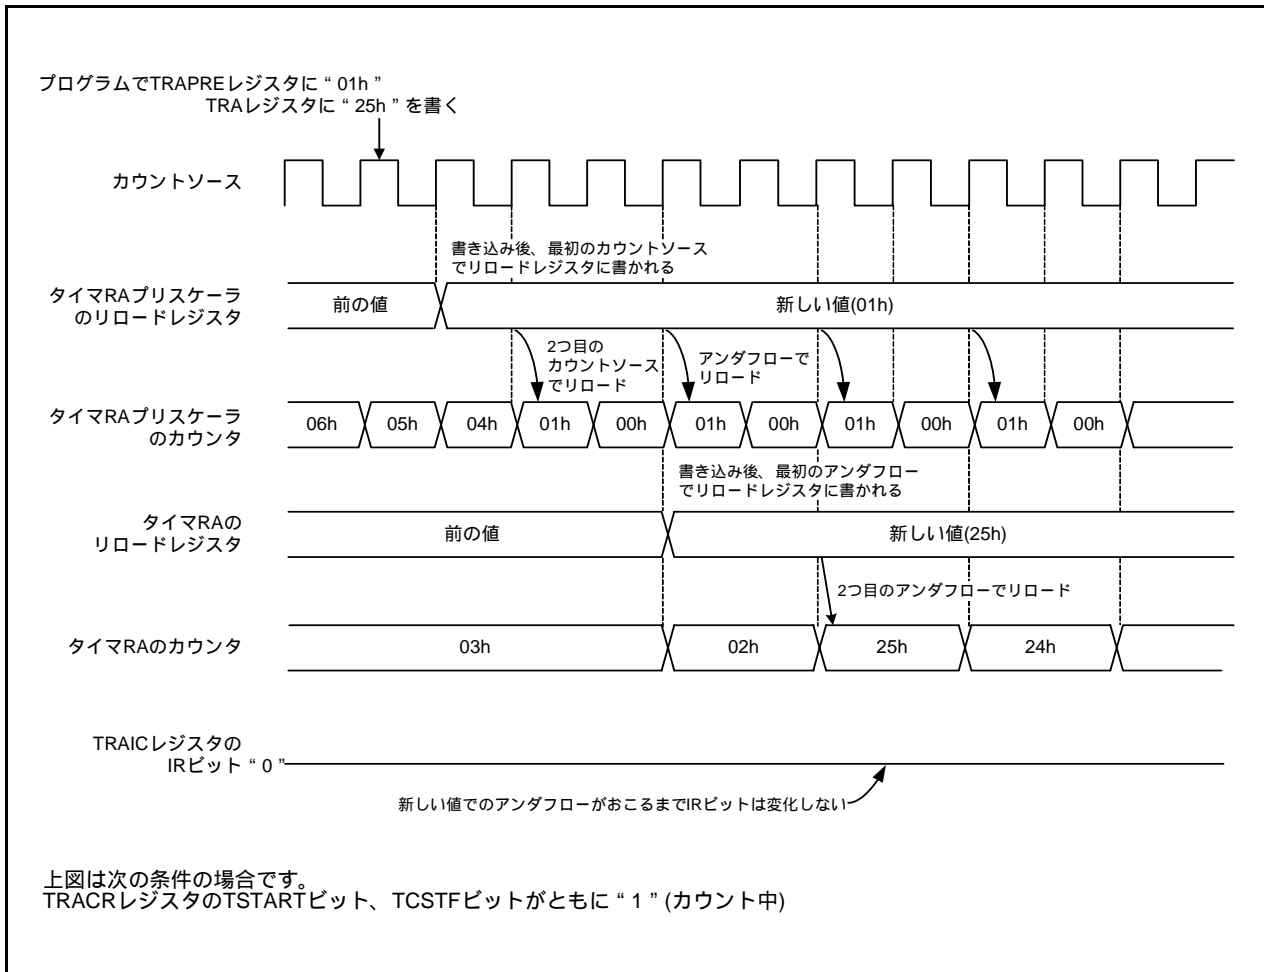 プログラムでTRAPREレジスタに“01h”
TRAレジスタに“25h”を書く
カウントソース
書き込み後、最初のカウントソース
でリロードレジスタに書かれる
タイマRAプリスケーラ
のリロードレジスタ
前の値
新しい値(01h)
2つ目の
カウントソース
でリロード
アンダフローで
リロード
タイマRAプリスケーラ
のカウンタ
06h
05h
04h
01h
00h
01h
00h
01h
00h
01h
00h
書き込み後、最初のアンダフロー
でリロードレジスタに書かれる
タイマRAの
リロードレジスタ
前の値
新しい値(25h)
2つ目のアンダフローでリロード
タイマRAのカウンタ
03h
02h
25h
24h
TRAICレジスタの
IRビット“0”
新しい値でのアンダフローがおこるまでIRビットは変化しない
上図は次の条件の場合です。
TRACRレジスタのTSTARTビット、TCSTFビットがともに“1”(カウント中)